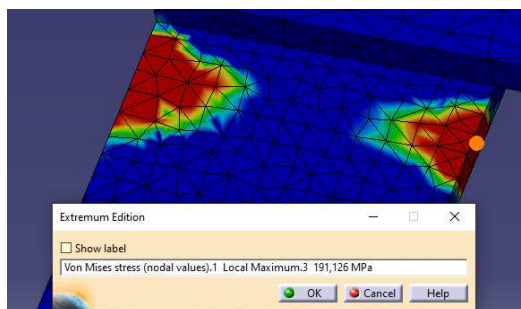 Extremum Edition
Show label
Von Mises stress (nodal values).1 Local Maximum.3 191,126 MPa
OK
Cancel
Help